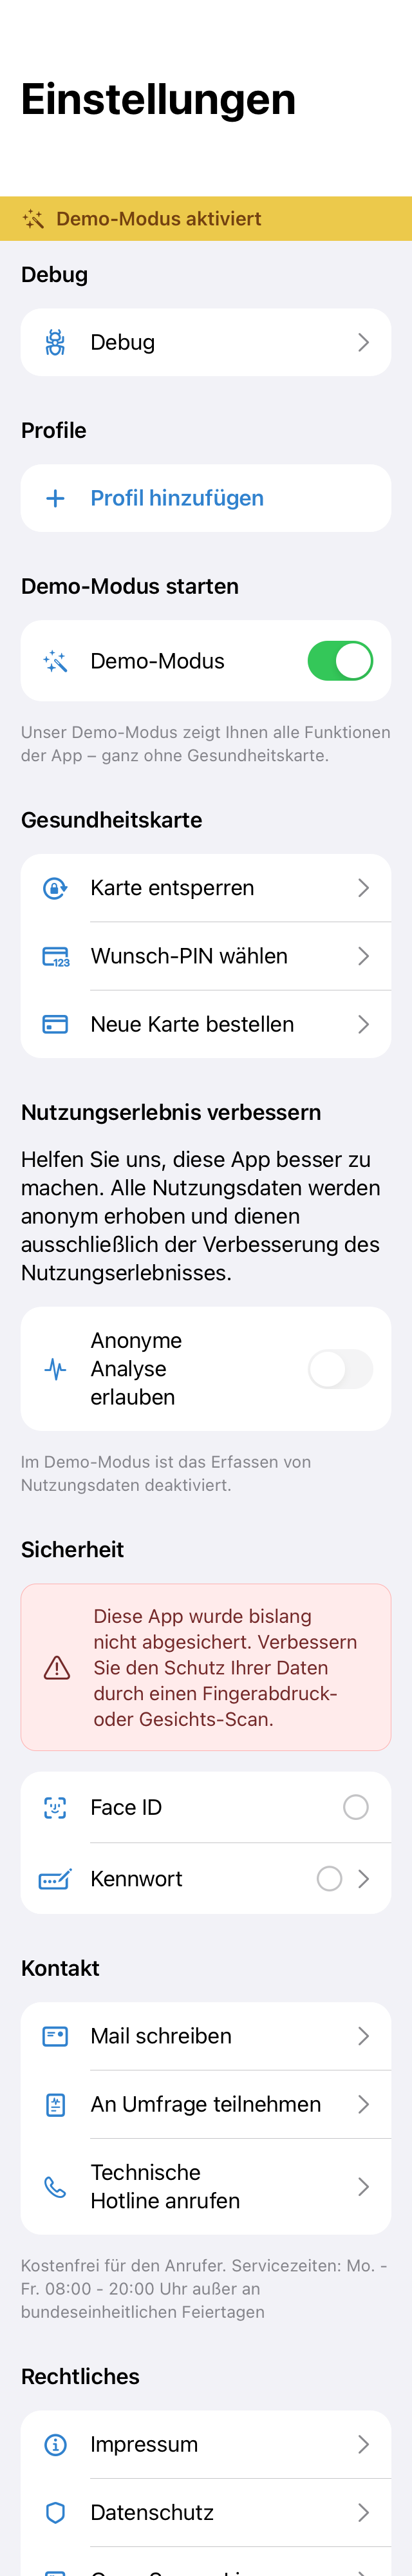 Einstellungen
Demo-Modus aktiviert
Debug
Debug
Profile
Profil hinzufügen
Demo-Modus starten
Demo-Modus
Unser Demo-Modus zeigt Ihnen alle Funktionen
der App – ganz ohne Gesundheitskarte.
Gesundheitskarte
Karte entsperren
123
Wunsch-PIN wählen
Neue Karte bestellen
Nutzungserlebnis verbessern
Helfen Sie uns, diese App besser zu
machen. Alle Nutzungsdaten werden
anonym erhoben und dienen
ausschließlich der Verbesserung des
Nutzungserlebnisses.
Anonyme
Analyse
erlauben
Im Demo-Modus ist das Erfassen von
Nutzungsdaten deaktiviert.
Sicherheit
Diese App wurde bislang
nicht abgesichert. Verbessern
Sie den Schutz Ihrer Daten
durch einen Fingerabdruck-
oder Gesichts-Scan.
Face ID
Kennwort
Kontakt
Mail schreiben
An Umfrage teilnehmen
Technische
Hotline anrufen
Kostenfrei für den Anrufer. Servicezeiten: Mo. -
Fr. 08:00 - 20:00 Uhr außer an
bundeseinheitlichen Feiertagen
Rechtliches
Impressum
Datenschutz